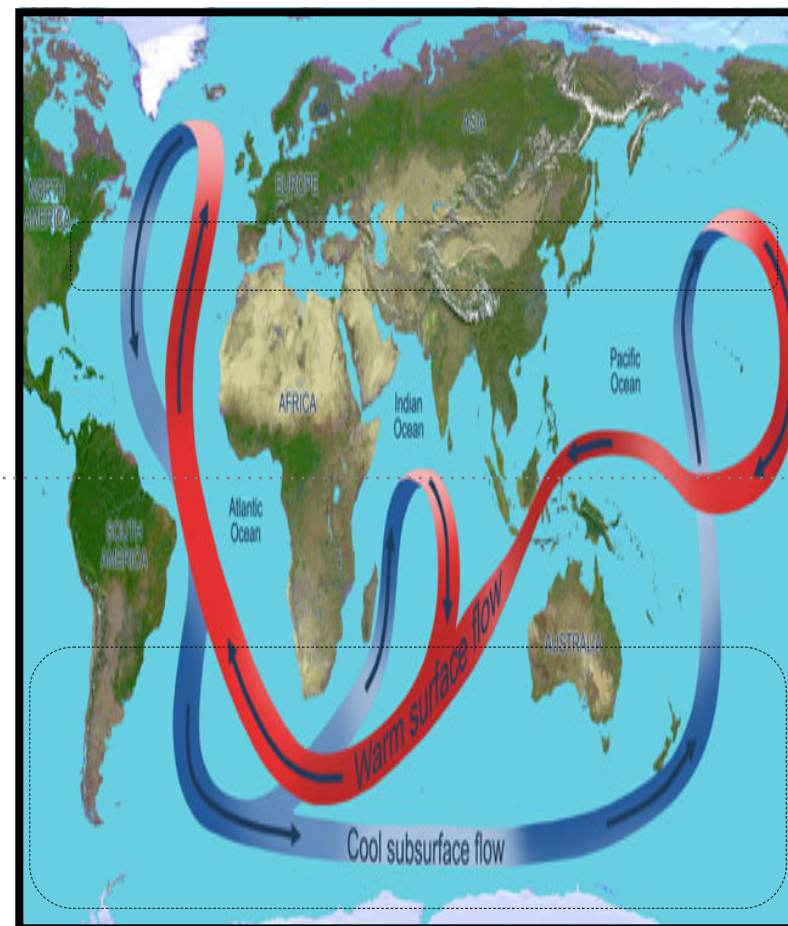 ASIA
EUROPE
NORTH
AMERICA
Pacific
Ocean
AFRICA
Indian
Ocean
Atlantic
Ocean
SOUTH
AMERICA
AUSTRALIA
Warm surface flow
Cool subsurface flow